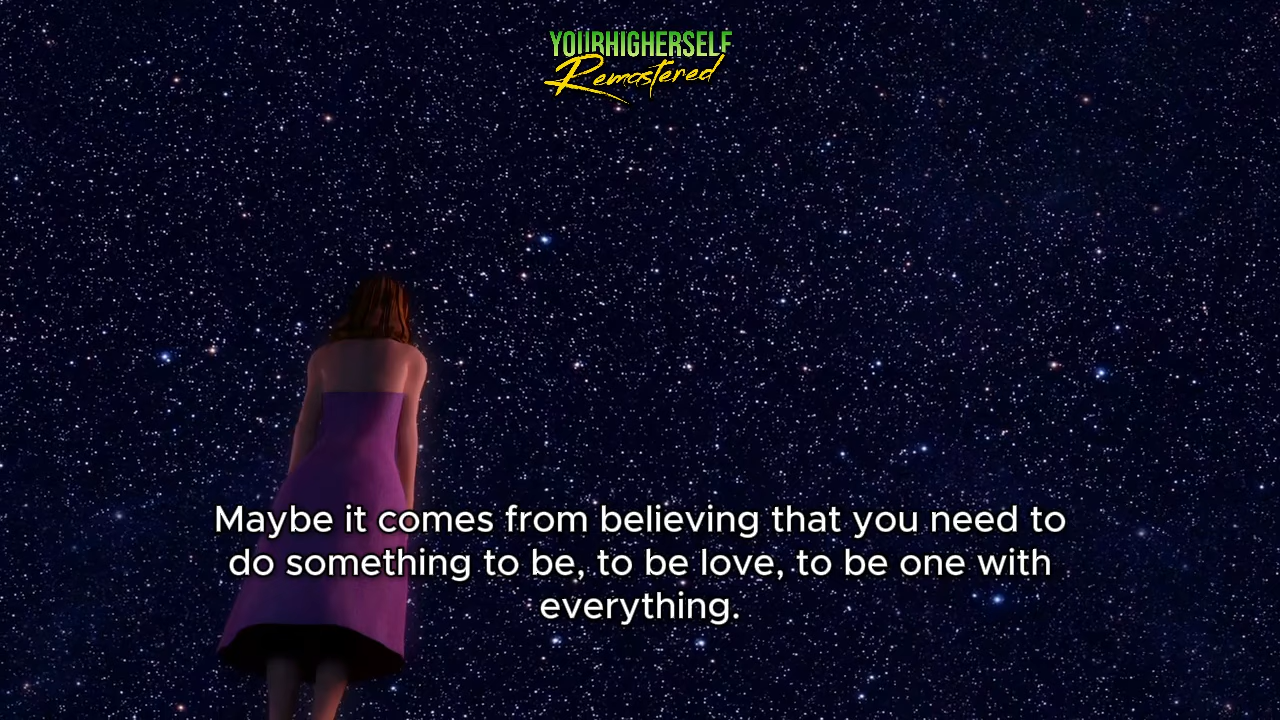 YOURHIGHERSELF
Remastered
Maybe it comes from believing that you need to
do something to be, to be love, to be one with
everything.